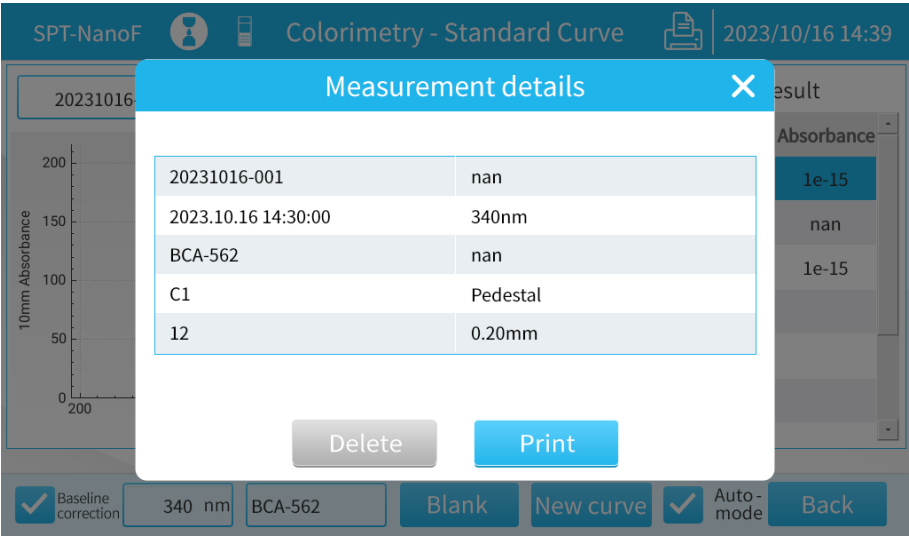 SPT-NanoF
Colorimetry - Standard Curve
2023/10/16 14:39
Measurement details
20231016-
esult
Absorbance
20231016-001 nan
2023.10.16 14:30:00 340nm
BCA-562 nan
C1 Pedestal
12 0.20mm
1e-15
nan
1e-15
10mm Absorbance
200
150
100
50
0
200
Delete
Print
Baseline
correction
340 nm
BCA-562
Blank
New curve
Auto-
mode
Back